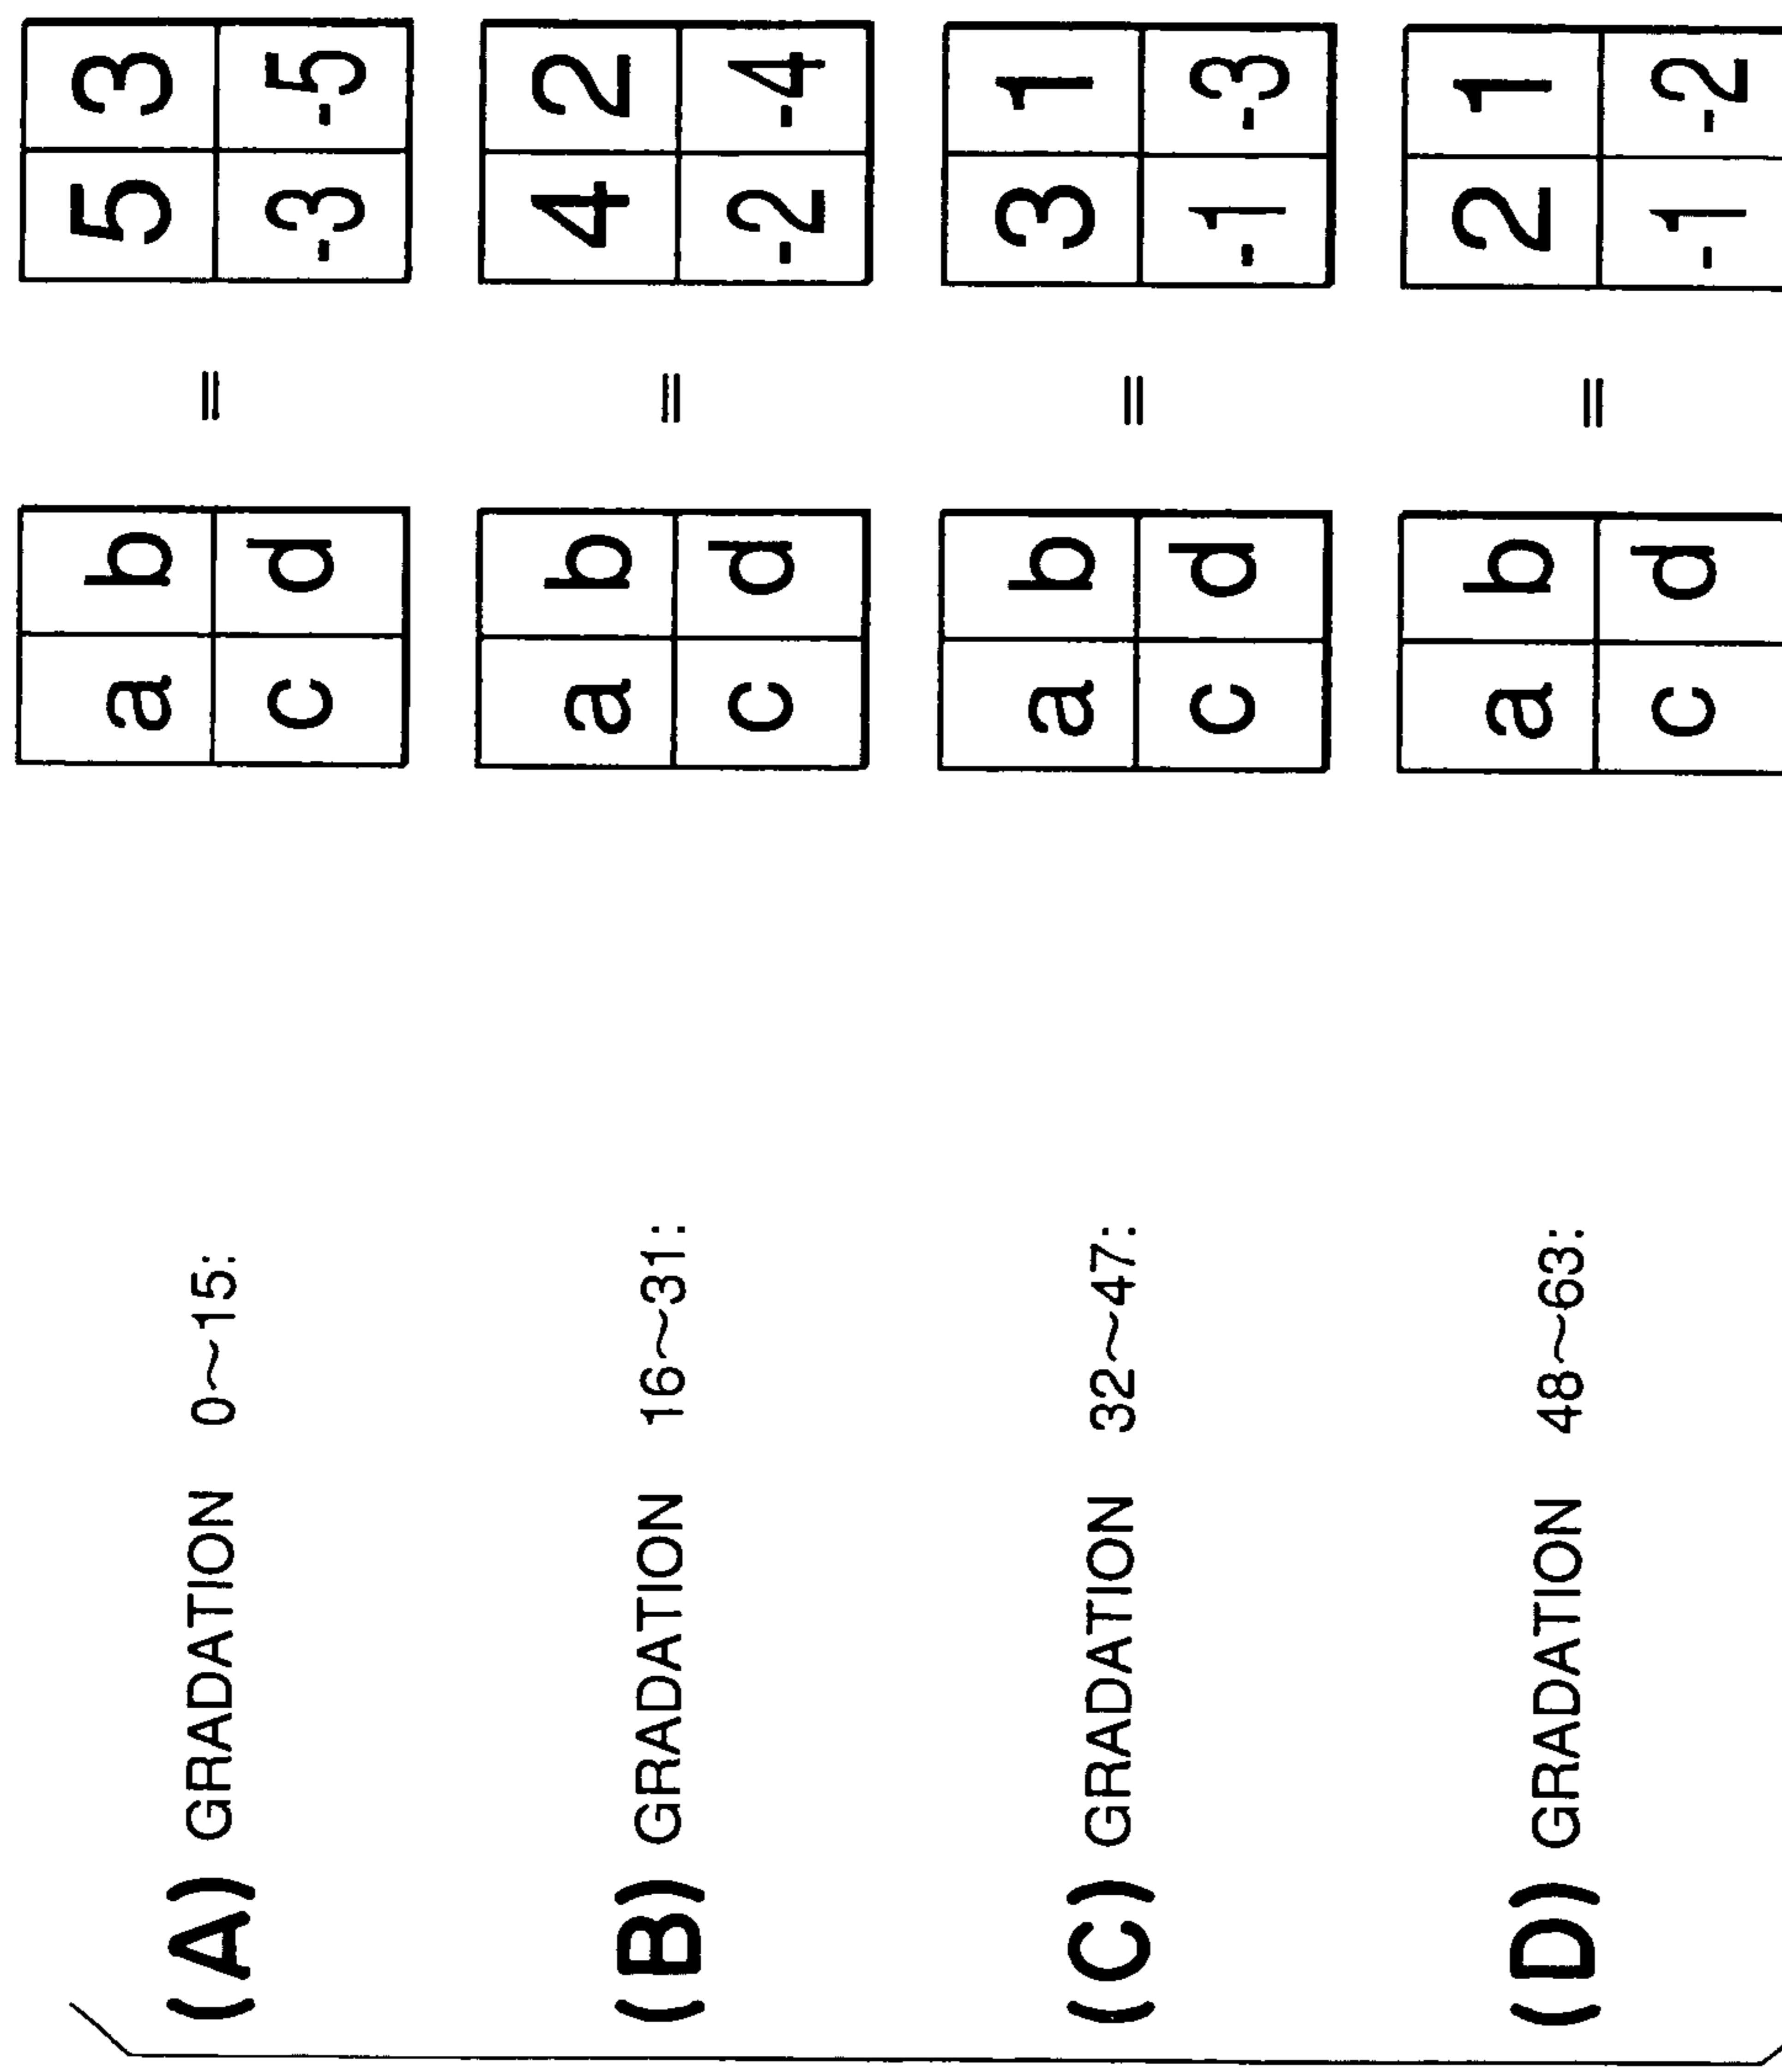 (A) GRADATION 0~15: a b = 5 3
c d -3 -5
(B) GRADATION 16~31: a b = 4 2
c d -2 -4
(C) GRADATION 32~47: a b = 3 1
c d -1 -3
(D) GRADATION 48~63: a b = 2 1
c d -1 -2